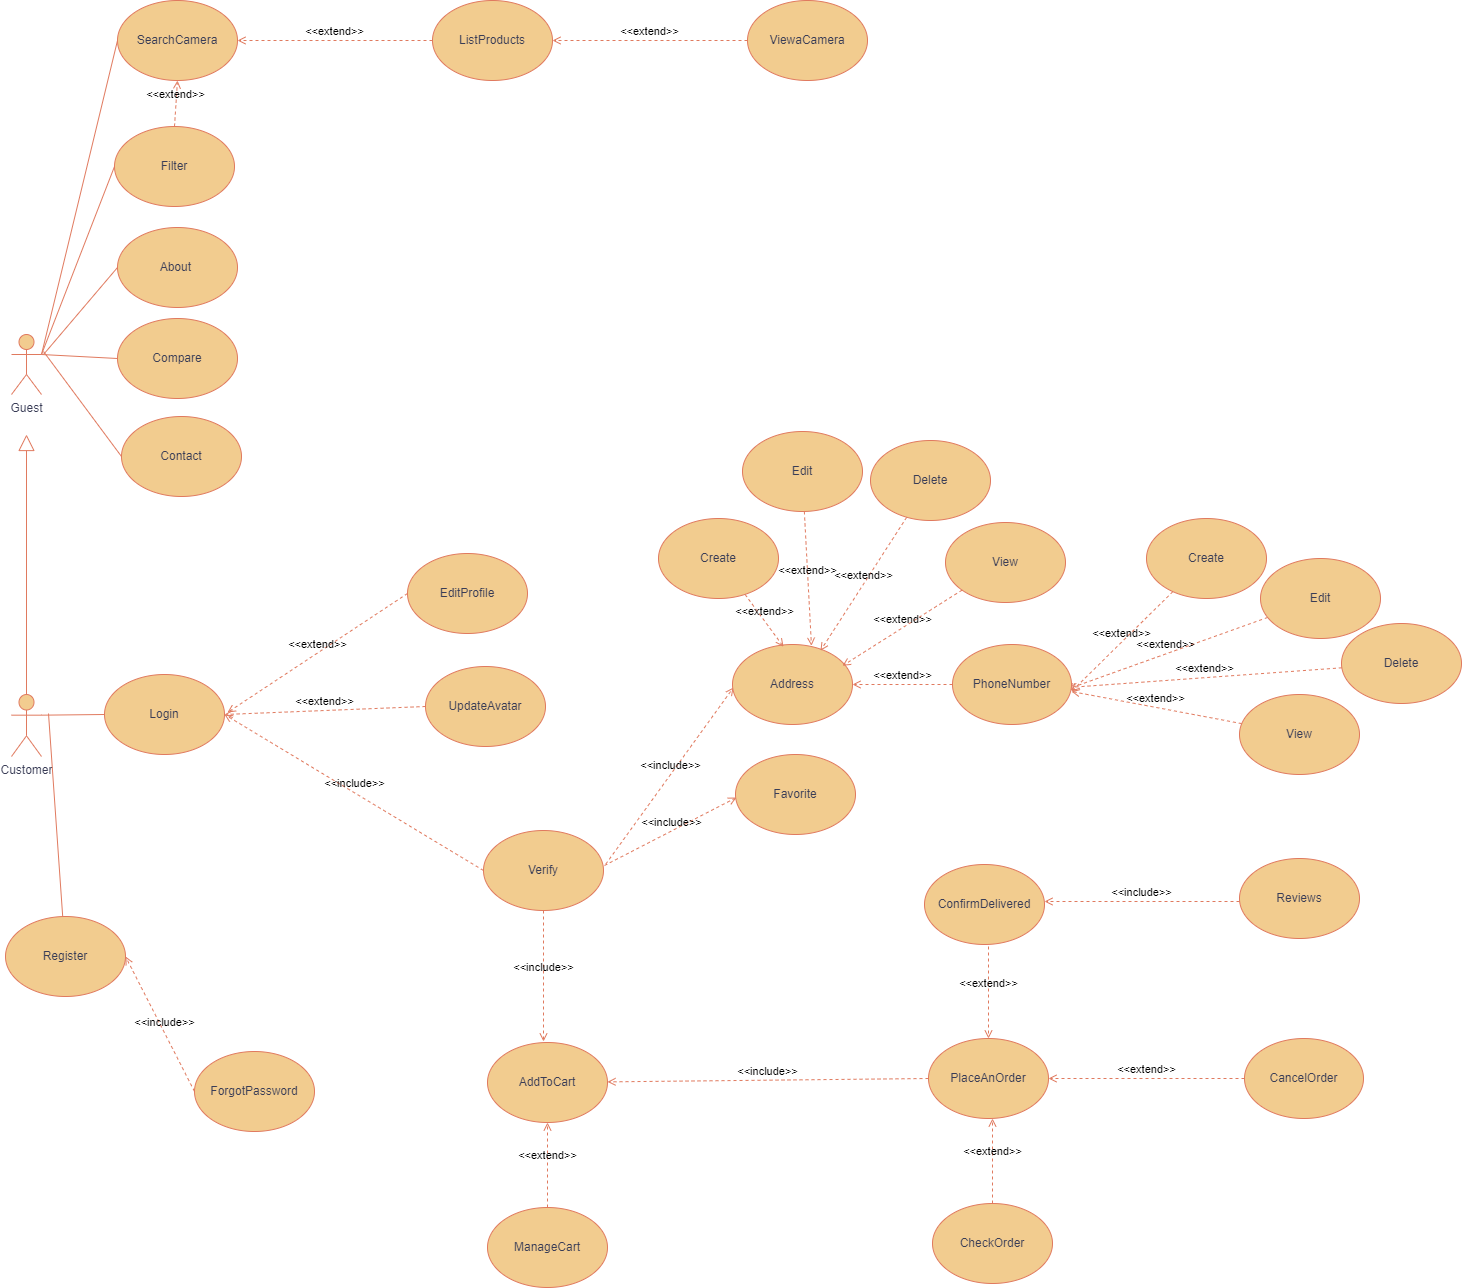 SearchCamera
<<extend>>
ListProducts
<<extend>>
ViewaCamera
<<extend>>
Filter
About
Compare
Guest
Contact
Edit
Delete
Create
View
<<extend>>
<<extend>>
<<extend>>
<<extend>>
Create
Edit
Delete
View
<<extend>>
<<extend>>
<<extend>>
<<extend>>
EditProfile
<<extend>>
Address
<<extend>>
PhoneNumber
Customer
Login
<<extend>>
UpdateAvatar
<<include>>
<<include>>
<<include>>
Favorite
Verify
ConfirmDelivered
<<include>>
Reviews
Register
<<include>>
<<extend>>
<<include>>
ForgotPassword
AddToCart
<<include>>
PlaceAnOrder
<<extend>>
CancelOrder
<<extend>>
<<extend>>
ManageCart
CheckOrder